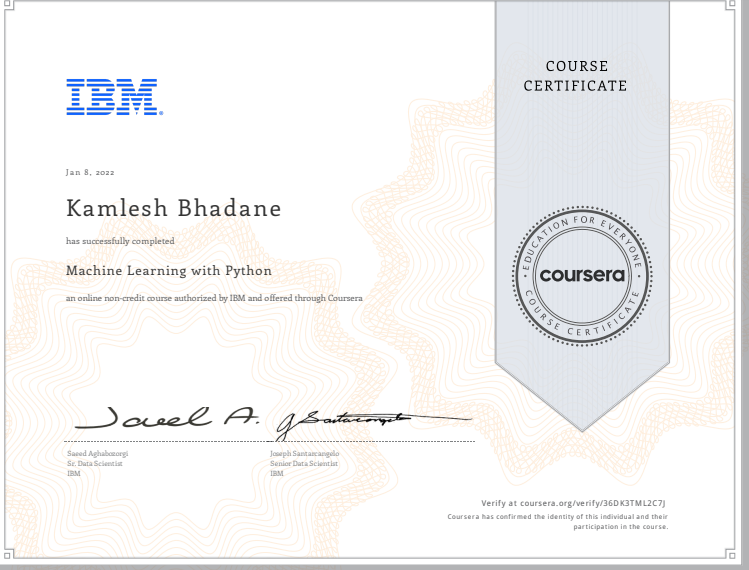 COURSE
CERTIFICATE
IBM
Jan 8, 2022
Kamlesh Bhadane
has successfully completed
Machine Learning with Python
an online non-credit course authorized by IBM and offered through Coursera
EDUCATION FOR EVERYONE
coursera
COURSE CERTIFICATE
Saeed Aghabozorgi
Sr. Data Scientist
IBM
Joseph Santarcangelo
Senior Data Scientist
IBM
Verify at coursera.org/verify/36DK3TML2C7J
Coursera has confirmed the identity of this individual and their
participation in the course.